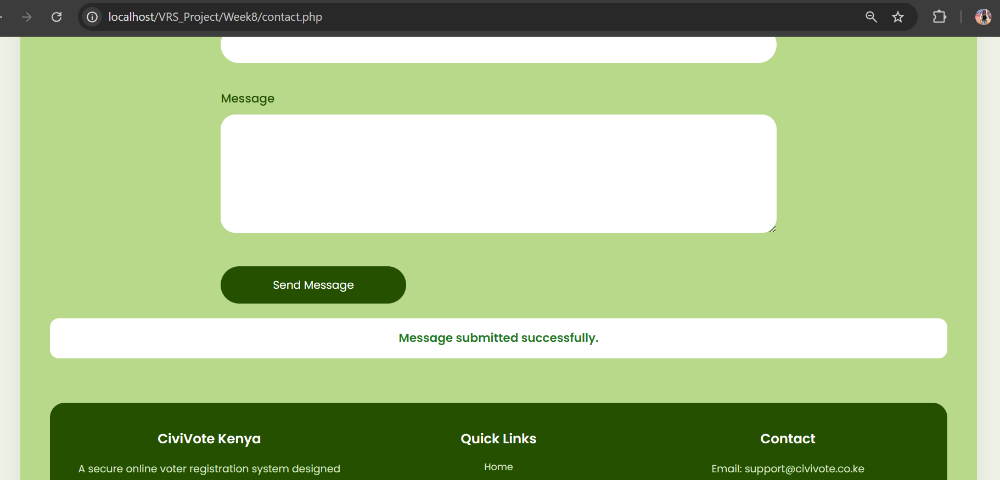 localhost/VRS_Project/Week8/contact.php
Message
Send Message
Message submitted successfully.
CiviVote Kenya
A secure online voter registration system designed
Quick Links
Home
Contact
Email: support@civivote.co.ke